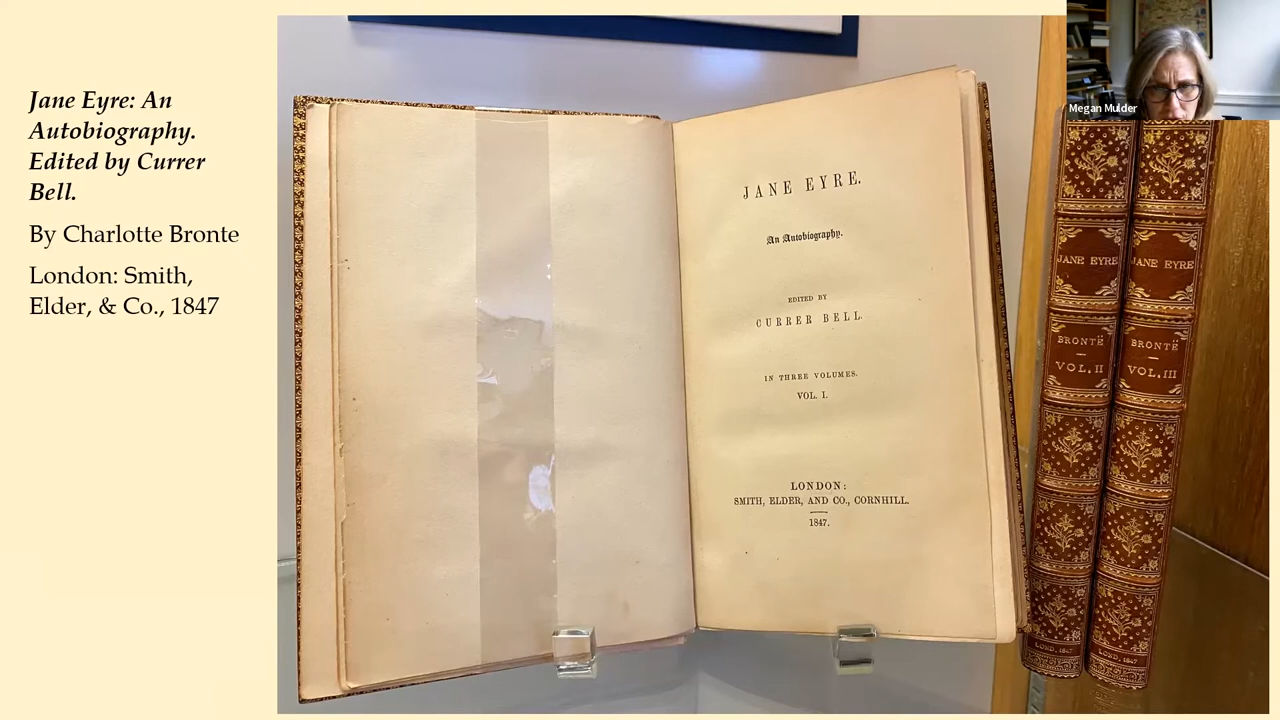 Jane Eyre: An
Autobiography.
Edited by Currer
Bell.
By Charlotte Bronte
London: Smith,
Elder, & Co., 1847
JANE EYRE.
An Autobiography.
EDITED BY
CURRER BELL.
IN THREE VOLUMES.
VOL. I.
LONDON:
SMITH, ELDER, AND CO., CORNHILL.
1847.
Megan Mulder
JANE EYRE
BRONTË
VOL. II
LOND. 1847
JANE EYRE
BRONTË
VOL. III
LOND. 1847